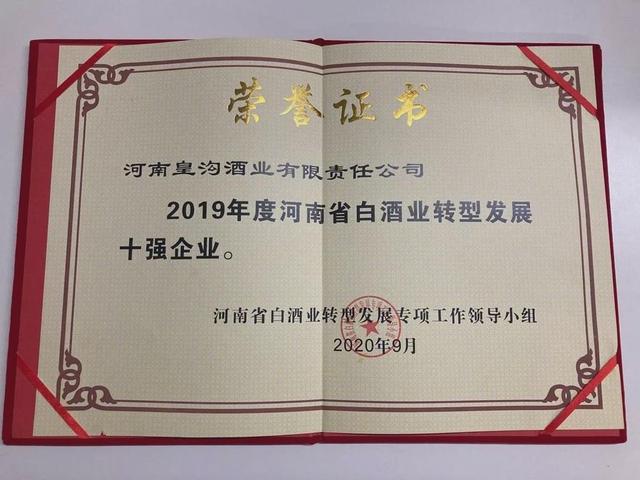 荣誉证书
河南皇沟酒业有限责任公司
2019年度河南省白酒业转型发展
十强企业。
河南省白酒业转型发展专项工作领导小组
2020年9月